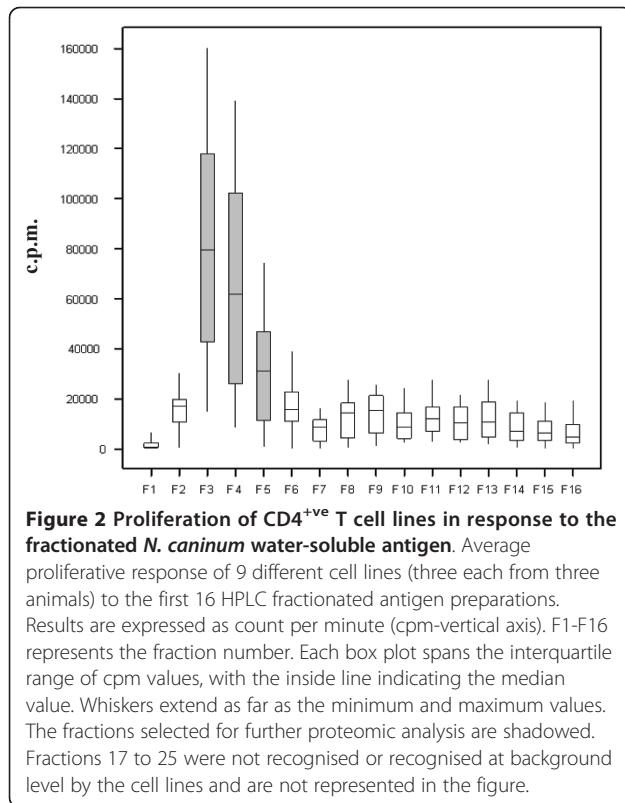 160000
140000
120000
100000
80000
60000
40000
20000
0
c.p.m.
F1 F2 F3 F4 F5 F6 F7 F8 F9 F10 F11 F12 F13 F14 F15 F16
Figure 2 Proliferation of CD4+ve T cell lines in response to the
fractionated N. caninum water-soluble antigen. Average
proliferative response of 9 different cell lines (three each from three
animals) to the first 16 HPLC fractionated antigen preparations.
Results are expressed as count per minute (cpm-vertical axis). F1-F16
represents the fraction number. Each box plot spans the interquartile
range of cpm values, with the inside line indicating the median
value. Whiskers extend as far as the minimum and maximum values.
The fractions selected for further proteomic analysis are shadowed.
Fractions 17 to 25 were not recognised or recognised at background
level by the cell lines and are not represented in the figure.